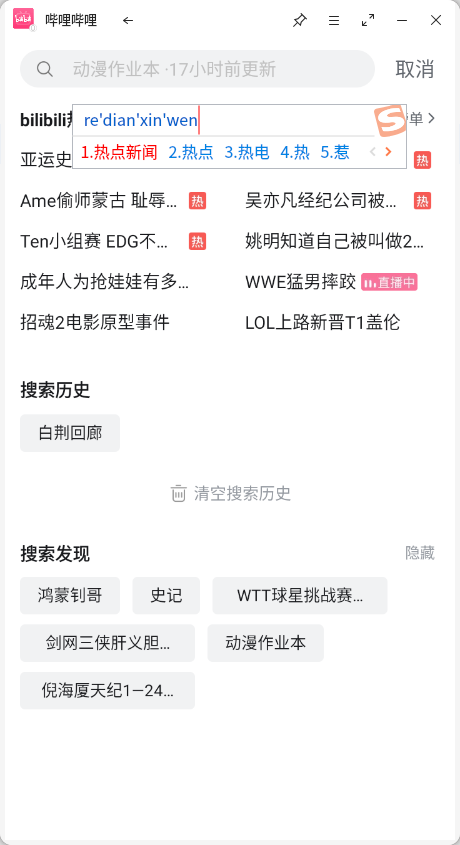 哔哩哔哩
动漫作业本 ·17小时前更新
取消
bilibili热
单
re'dian'xin'wen
1.热点新闻 2.热点 3.热电 4.热 5.惹
亚运史
热
Ame偷师蒙古 耻辱... 热
吴亦凡经纪公司被... 热
Ten小组赛 EDG不... 热
姚明知道自己被叫做2...
成年人为抢娃娃有多...
WWE猛男摔跤 直播中
招魂2电影原型事件
LOL上路新晋T1盖伦
搜索历史
白荆回廊
清空搜索历史
搜索发现
隐藏
鸿蒙钊哥
史记
WTT球星挑战赛...
剑网三侠肝义胆...
动漫作业本
倪海厦天纪1—24...